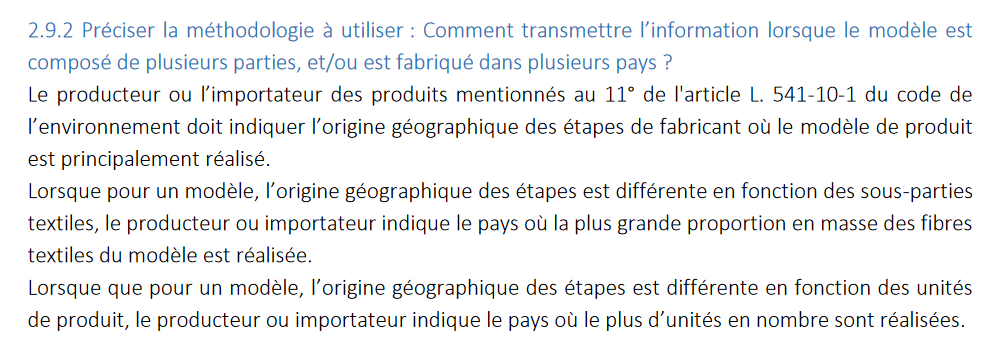 2.9.2 Préciser la méthodologie à utiliser : Comment transmettre l’information lorsque le modèle est
composé de plusieurs parties, et/ou est fabriqué dans plusieurs pays ?
Le producteur ou l’importateur des produits mentionnés au 11° de l'article L. 541-10-1 du code de
l’environnement doit indiquer l’origine géographique des étapes de fabricant où le modèle de produit
est principalement réalisé.
Lorsque pour un modèle, l’origine géographique des étapes est différente en fonction des sous-parties
textiles, le producteur ou importateur indique le pays où la plus grande proportion en masse des fibres
textiles du modèle est réalisée.
Lorsque que pour un modèle, l’origine géographique des étapes est différente en fonction des unités
de produit, le producteur ou importateur indique le pays où le plus d’unités en nombre sont réalisées.